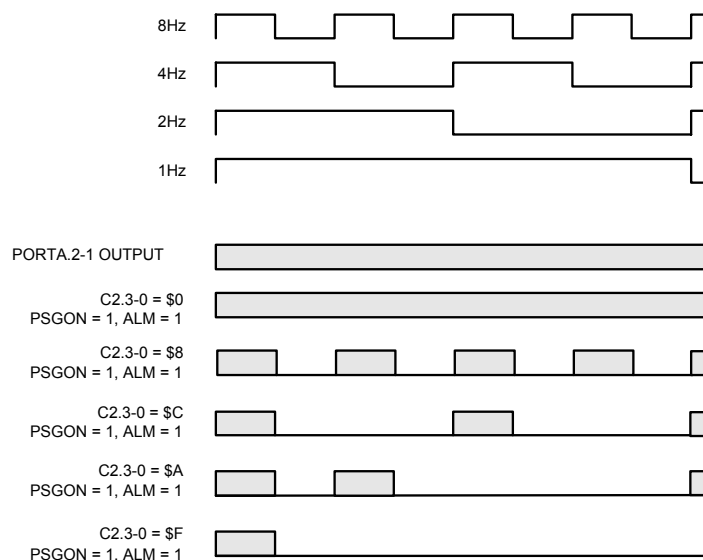 8Hz
4Hz
2Hz
1Hz
PORTA.2-1 OUTPUT
C2.3-0 = $0
PSGON = 1, ALM = 1
C2.3-0 = $8
PSGON = 1, ALM = 1
C2.3-0 = $C
PSGON = 1, ALM = 1
C2.3-0 = $A
PSGON = 1, ALM = 1
C2.3-0 = $F
PSGON = 1, ALM = 1